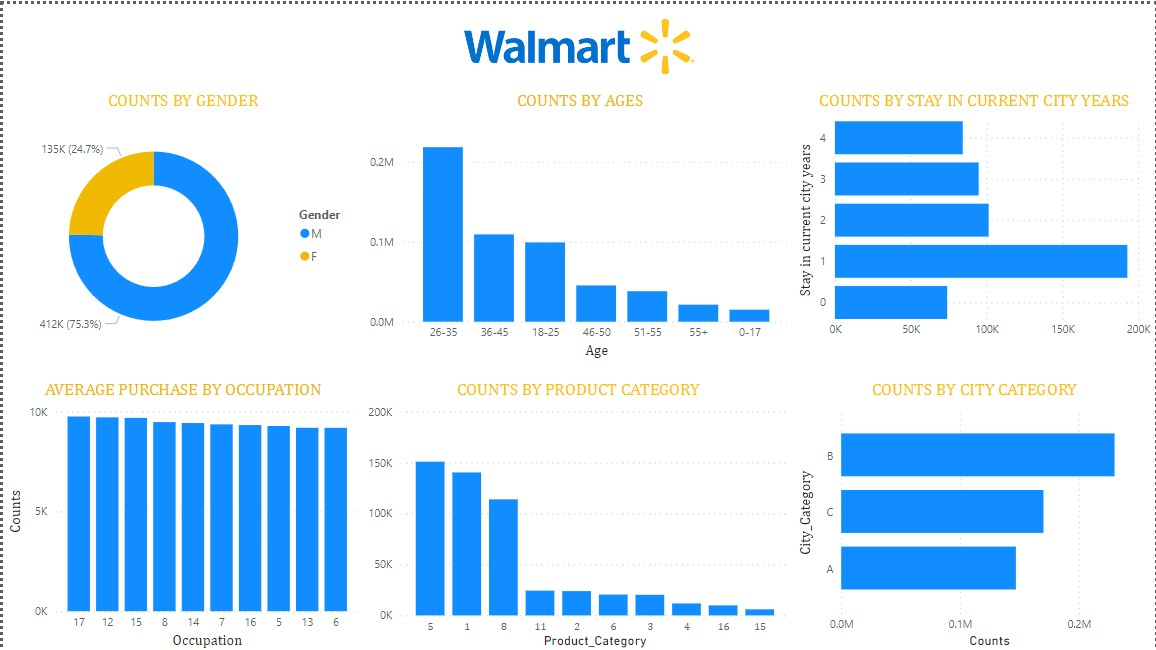 Walmart
COUNTS BY GENDER
135K (24.7%)
412K (75.3%)
Gender
M
F
COUNTS BY AGES
0.2M
0.1M
0.0M
26-35 36-45 18-25 46-50 51-55 55+ 0-17
Age
COUNTS BY STAY IN CURRENT CITY YEARS
Stay in current city years
4
3
2
1
0
0K 50K 100K 150K 200K
AVERAGE PURCHASE BY OCCUPATION
Counts
10K
5K
0K
17 12 15 8 14 7 16 5 13 6
Occupation
COUNTS BY PRODUCT CATEGORY
200K
150K
100K
50K
0K
5 1 8 11 2 6 3 4 16 15
Product_Category
COUNTS BY CITY CATEGORY
City_Category
B
C
A
0.0M 0.1M 0.2M
Counts